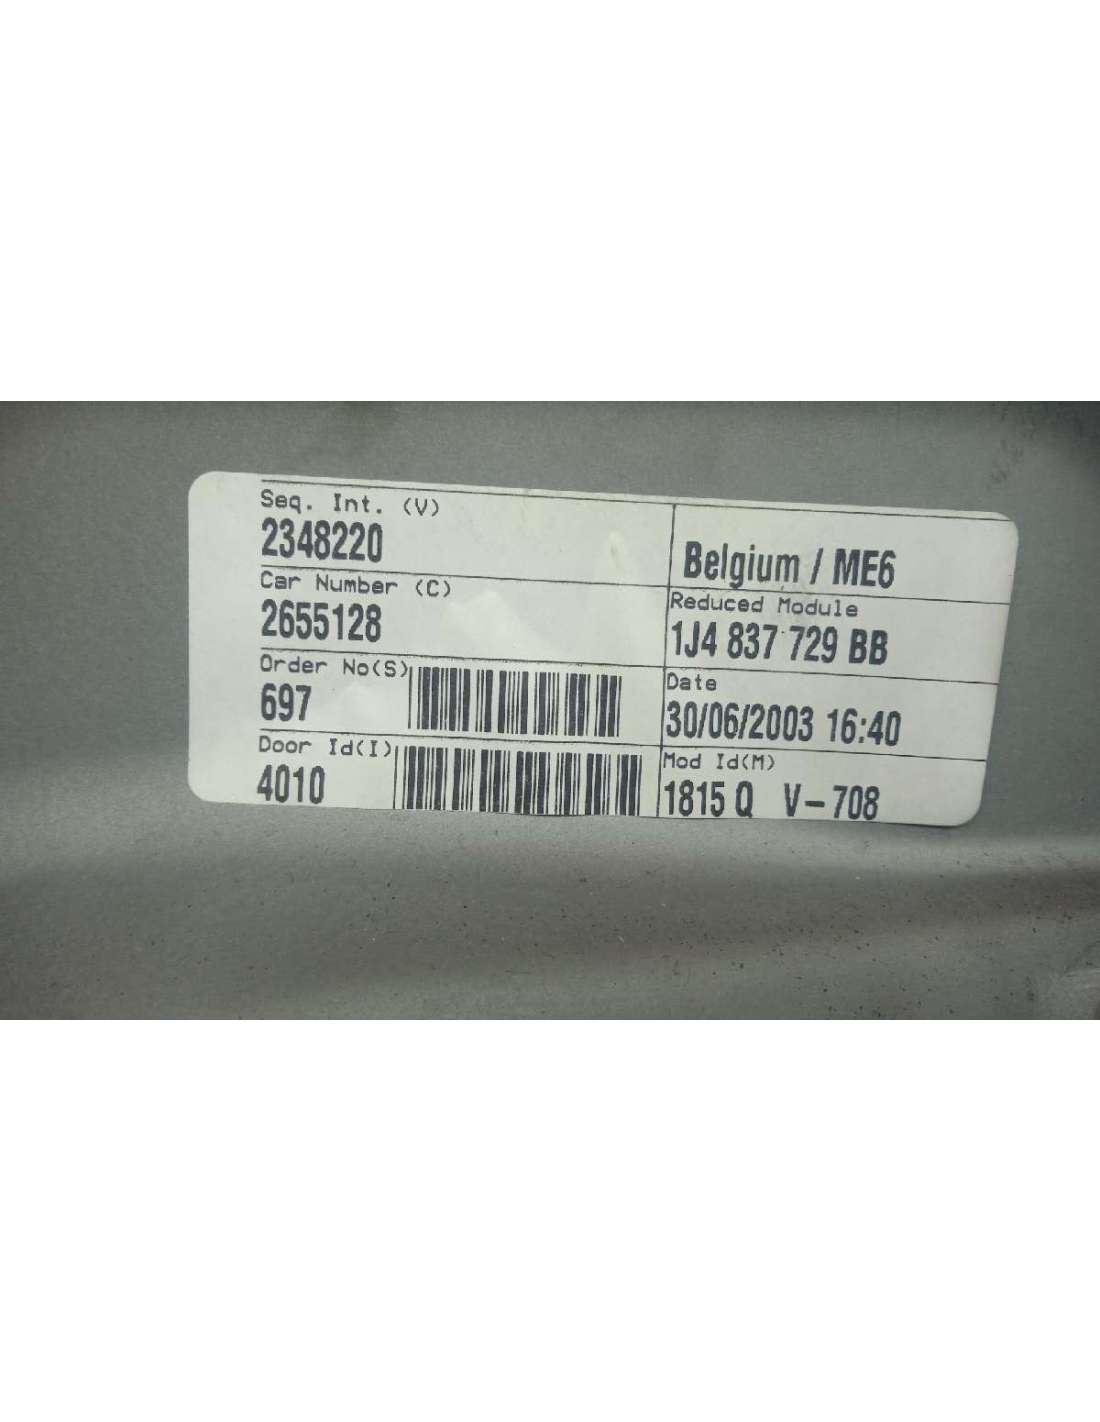 Seq. Int. (V)
2348220
Car Number (C)
2655128
Order No(S)
697
Door Id(I)
4010
Belgium / ME6
Reduced Module
1J4 837 729 BB
Date
30/06/2003 16:40
Mod Id(M)
1815 Q V-708